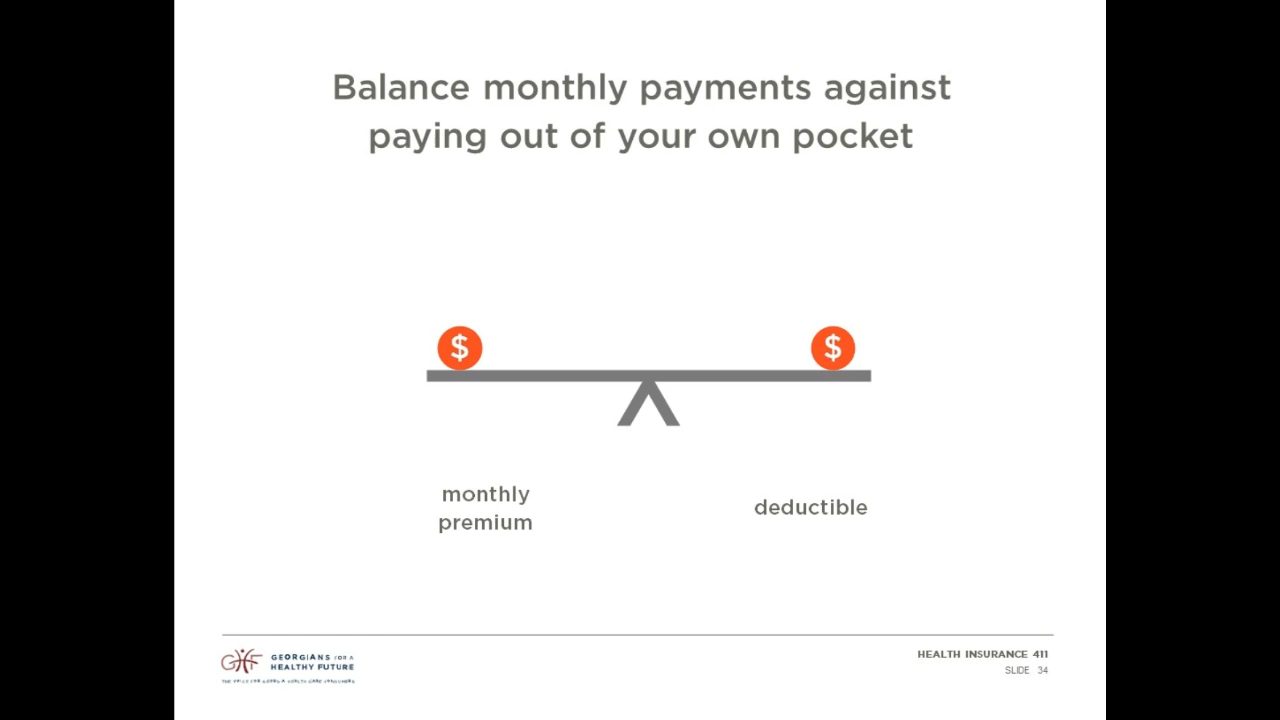 Balance monthly payments against
paying out of your own pocket
$ $
monthly
premium
deductible
GHF
GEORGIANS FOR A
HEALTHY FUTURE
HEALTH INSURANCE 411
SLIDE 34